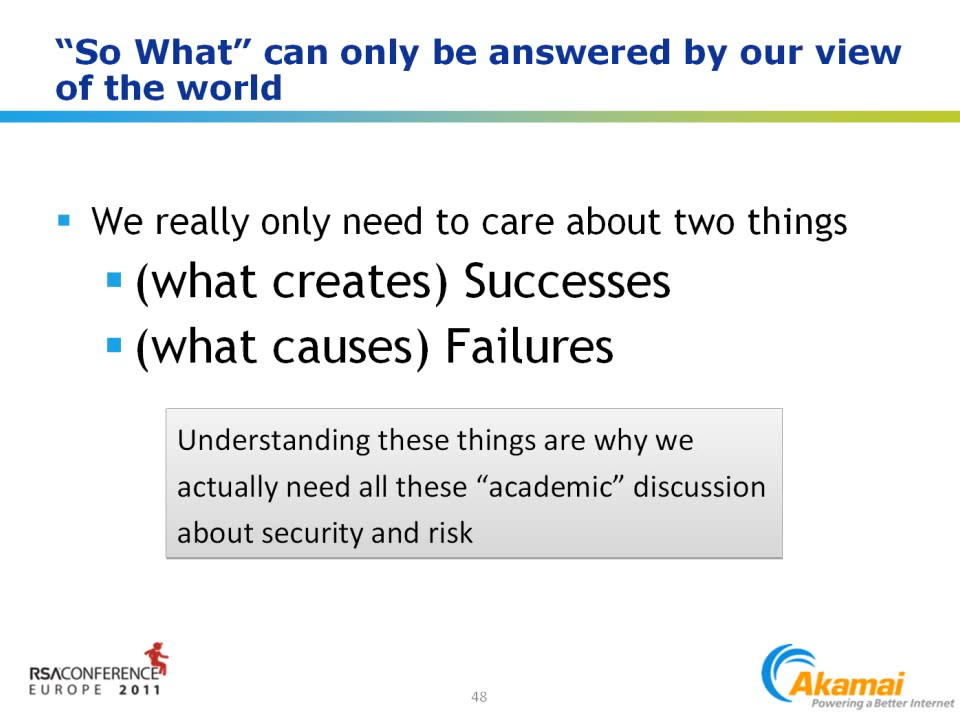 “So What” can only be answered by our view
of the world
We really only need to care about two things
(what creates) Successes
(what causes) Failures
Understanding these things are why we
actually need all these “academic” discussion
about security and risk
RSACONFERENCE
EUROPE 2011
48
Akamai
Powering a Better Internet